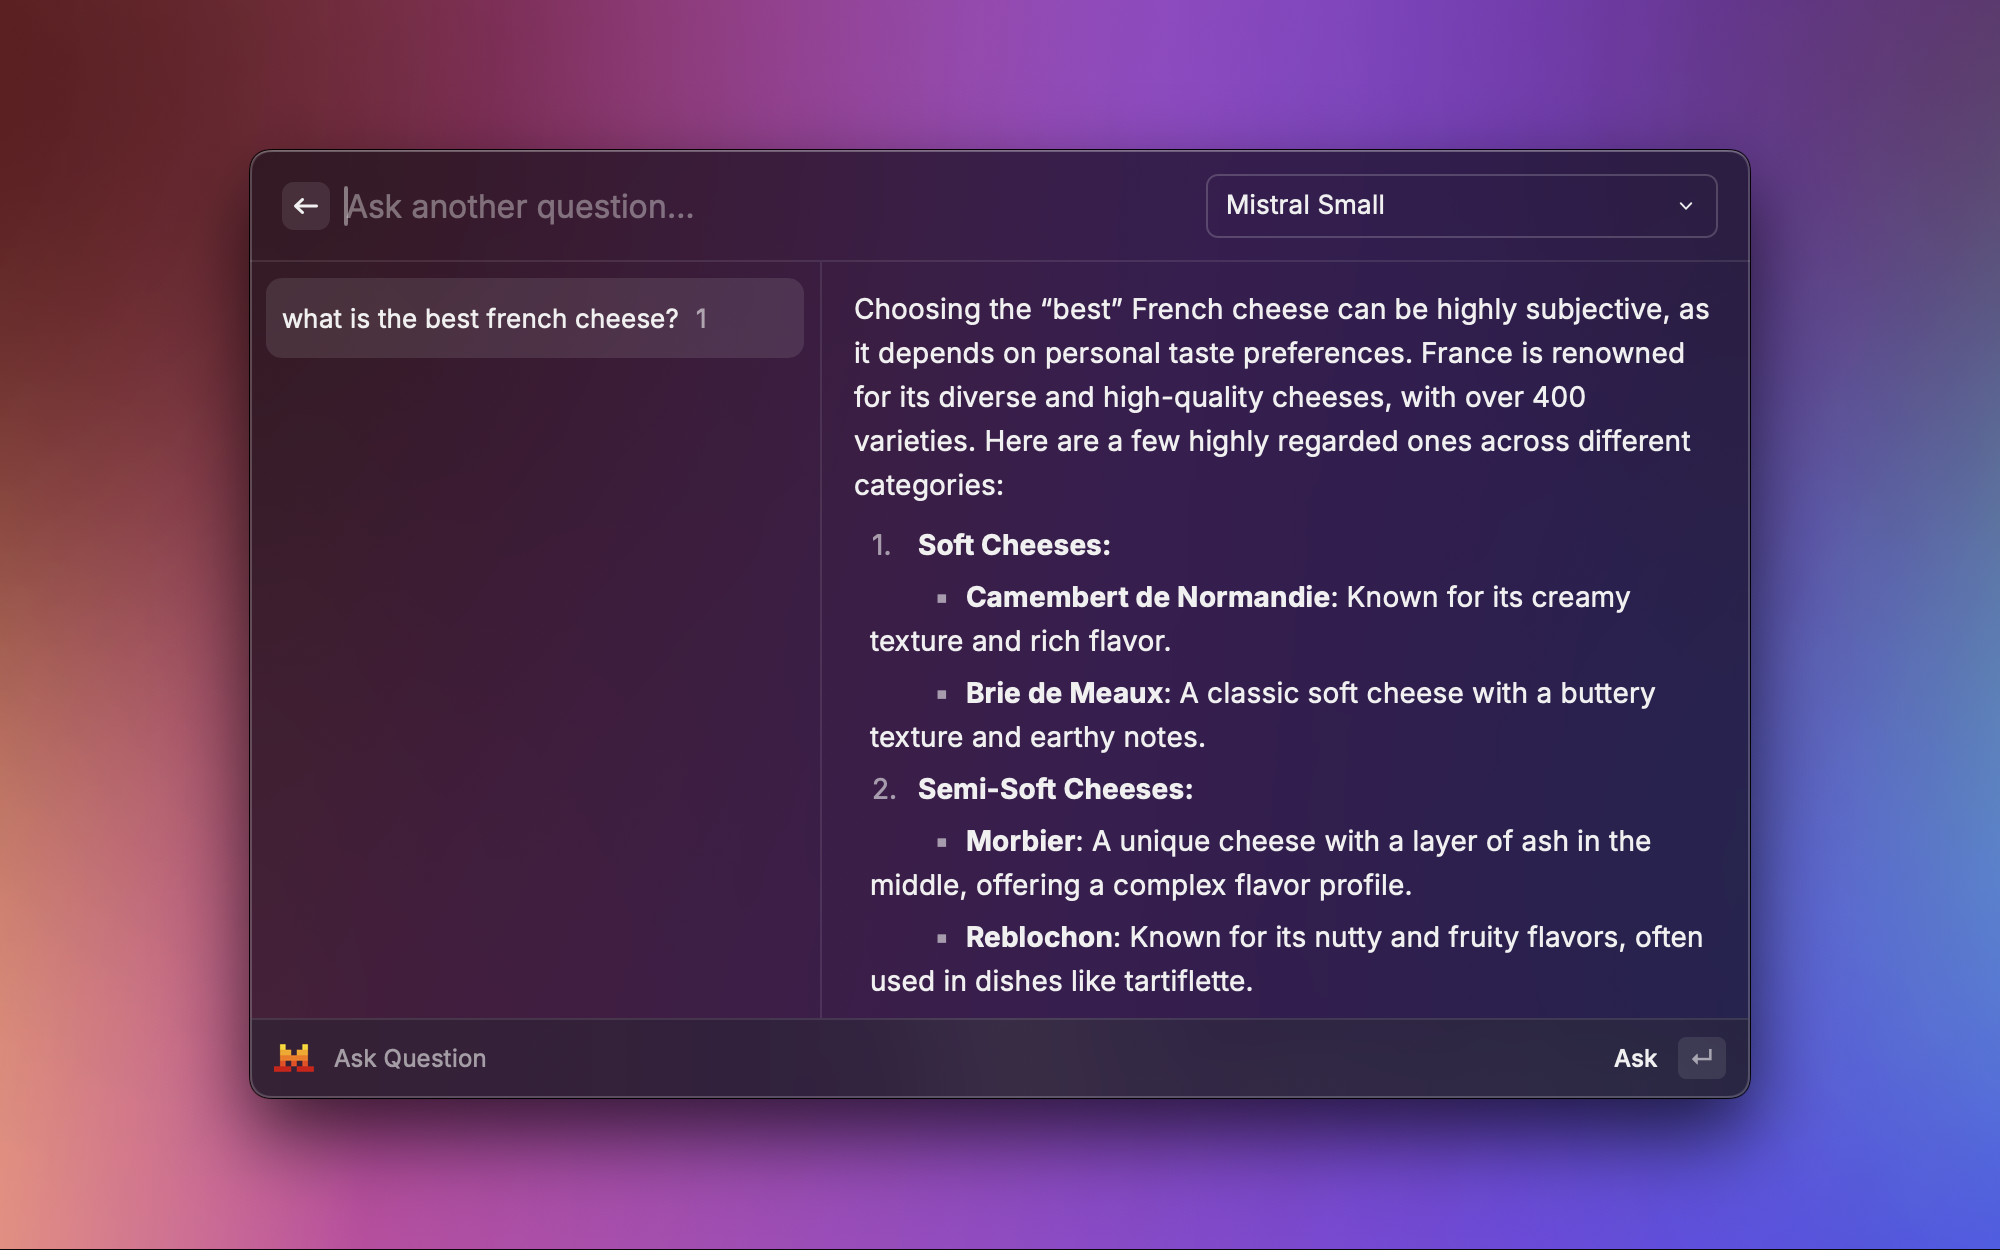 Ask another question...
Mistral Small
what is the best french cheese? 1
Choosing the “best” French cheese can be highly subjective, as
it depends on personal taste preferences. France is renowned
for its diverse and high-quality cheeses, with over 400
varieties. Here are a few highly regarded ones across different
categories:
1. Soft Cheeses:
▪ Camembert de Normandie: Known for its creamy
texture and rich flavor.
▪ Brie de Meaux: A classic soft cheese with a buttery
texture and earthy notes.
2. Semi-Soft Cheeses:
▪ Morbier: A unique cheese with a layer of ash in the
middle, offering a complex flavor profile.
▪ Reblochon: Known for its nutty and fruity flavors, often
used in dishes like tartiflette.
Ask Question
Ask